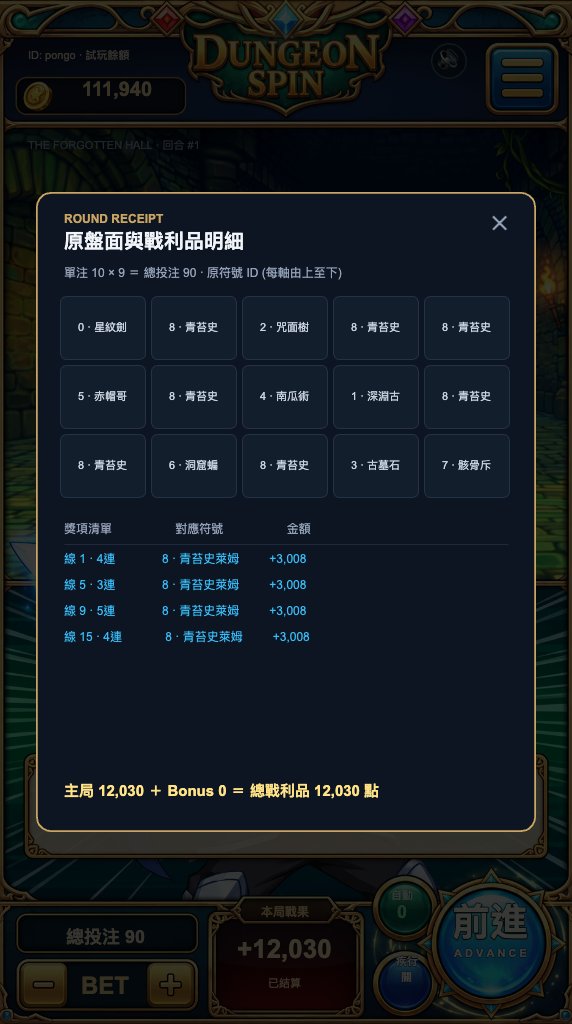 ID: pongo · 試玩餘額
DUNGEON
SPIN
111,940
THE FORGOTTEN HALL · 回合 #1
ROUND RECEIPT
原盤面與戰利品明細
單注 10 × 9 = 總投注 90 · 原符號 ID (每軸由上至下)
0 · 星紋劍 8 · 青苔史 2 · 咒面樹 8 · 青苔史 8 · 青苔史
5 · 赤帽哥 8 · 青苔史 4 · 南瓜術 1 · 深淵古 8 · 青苔史
8 · 青苔史 6 · 洞窟蝙 8 · 青苔史 3 · 古墓石 7 · 骸骨斥
獎項清單 對應符號 金額
線 1 · 4連 8 · 青苔史萊姆 +3,008
線 5 · 3連 8 · 青苔史萊姆 +3,008
線 9 · 5連 8 · 青苔史萊姆 +3,008
線 15 · 4連 8 · 青苔史萊姆 +3,008
主局 12,030 + Bonus 0 = 總戰利品 12,030 點
本局戰果
自動
0
總投注 90
+12,030
前進
ADVANCE
疾行
關
BET
已結算